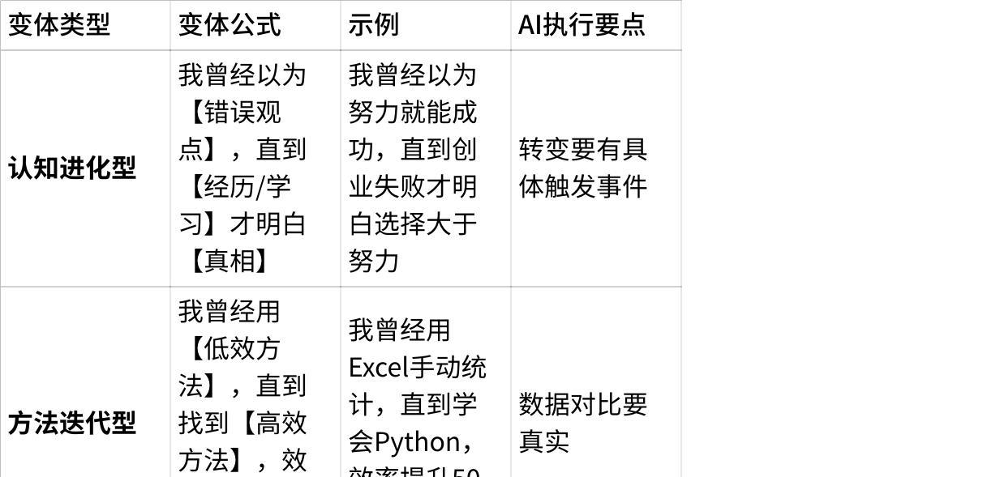 变体类型
变体公式
示例
AI执行要点
认知进化型
我曾经以为
【错误观
点】，直到
【经历/学
习】才明白
【真相】
我曾经以为
努力就能成
功，直到创
业失败才明
白选择大于
努力
转变要有具
体触发事件
方法迭代型
我曾经用
【低效方
法】，直到
找到【高效
方法】，效
我曾经用
Excel手动统
计，直到学
会Python，
效率提升50
数据对比要
真实